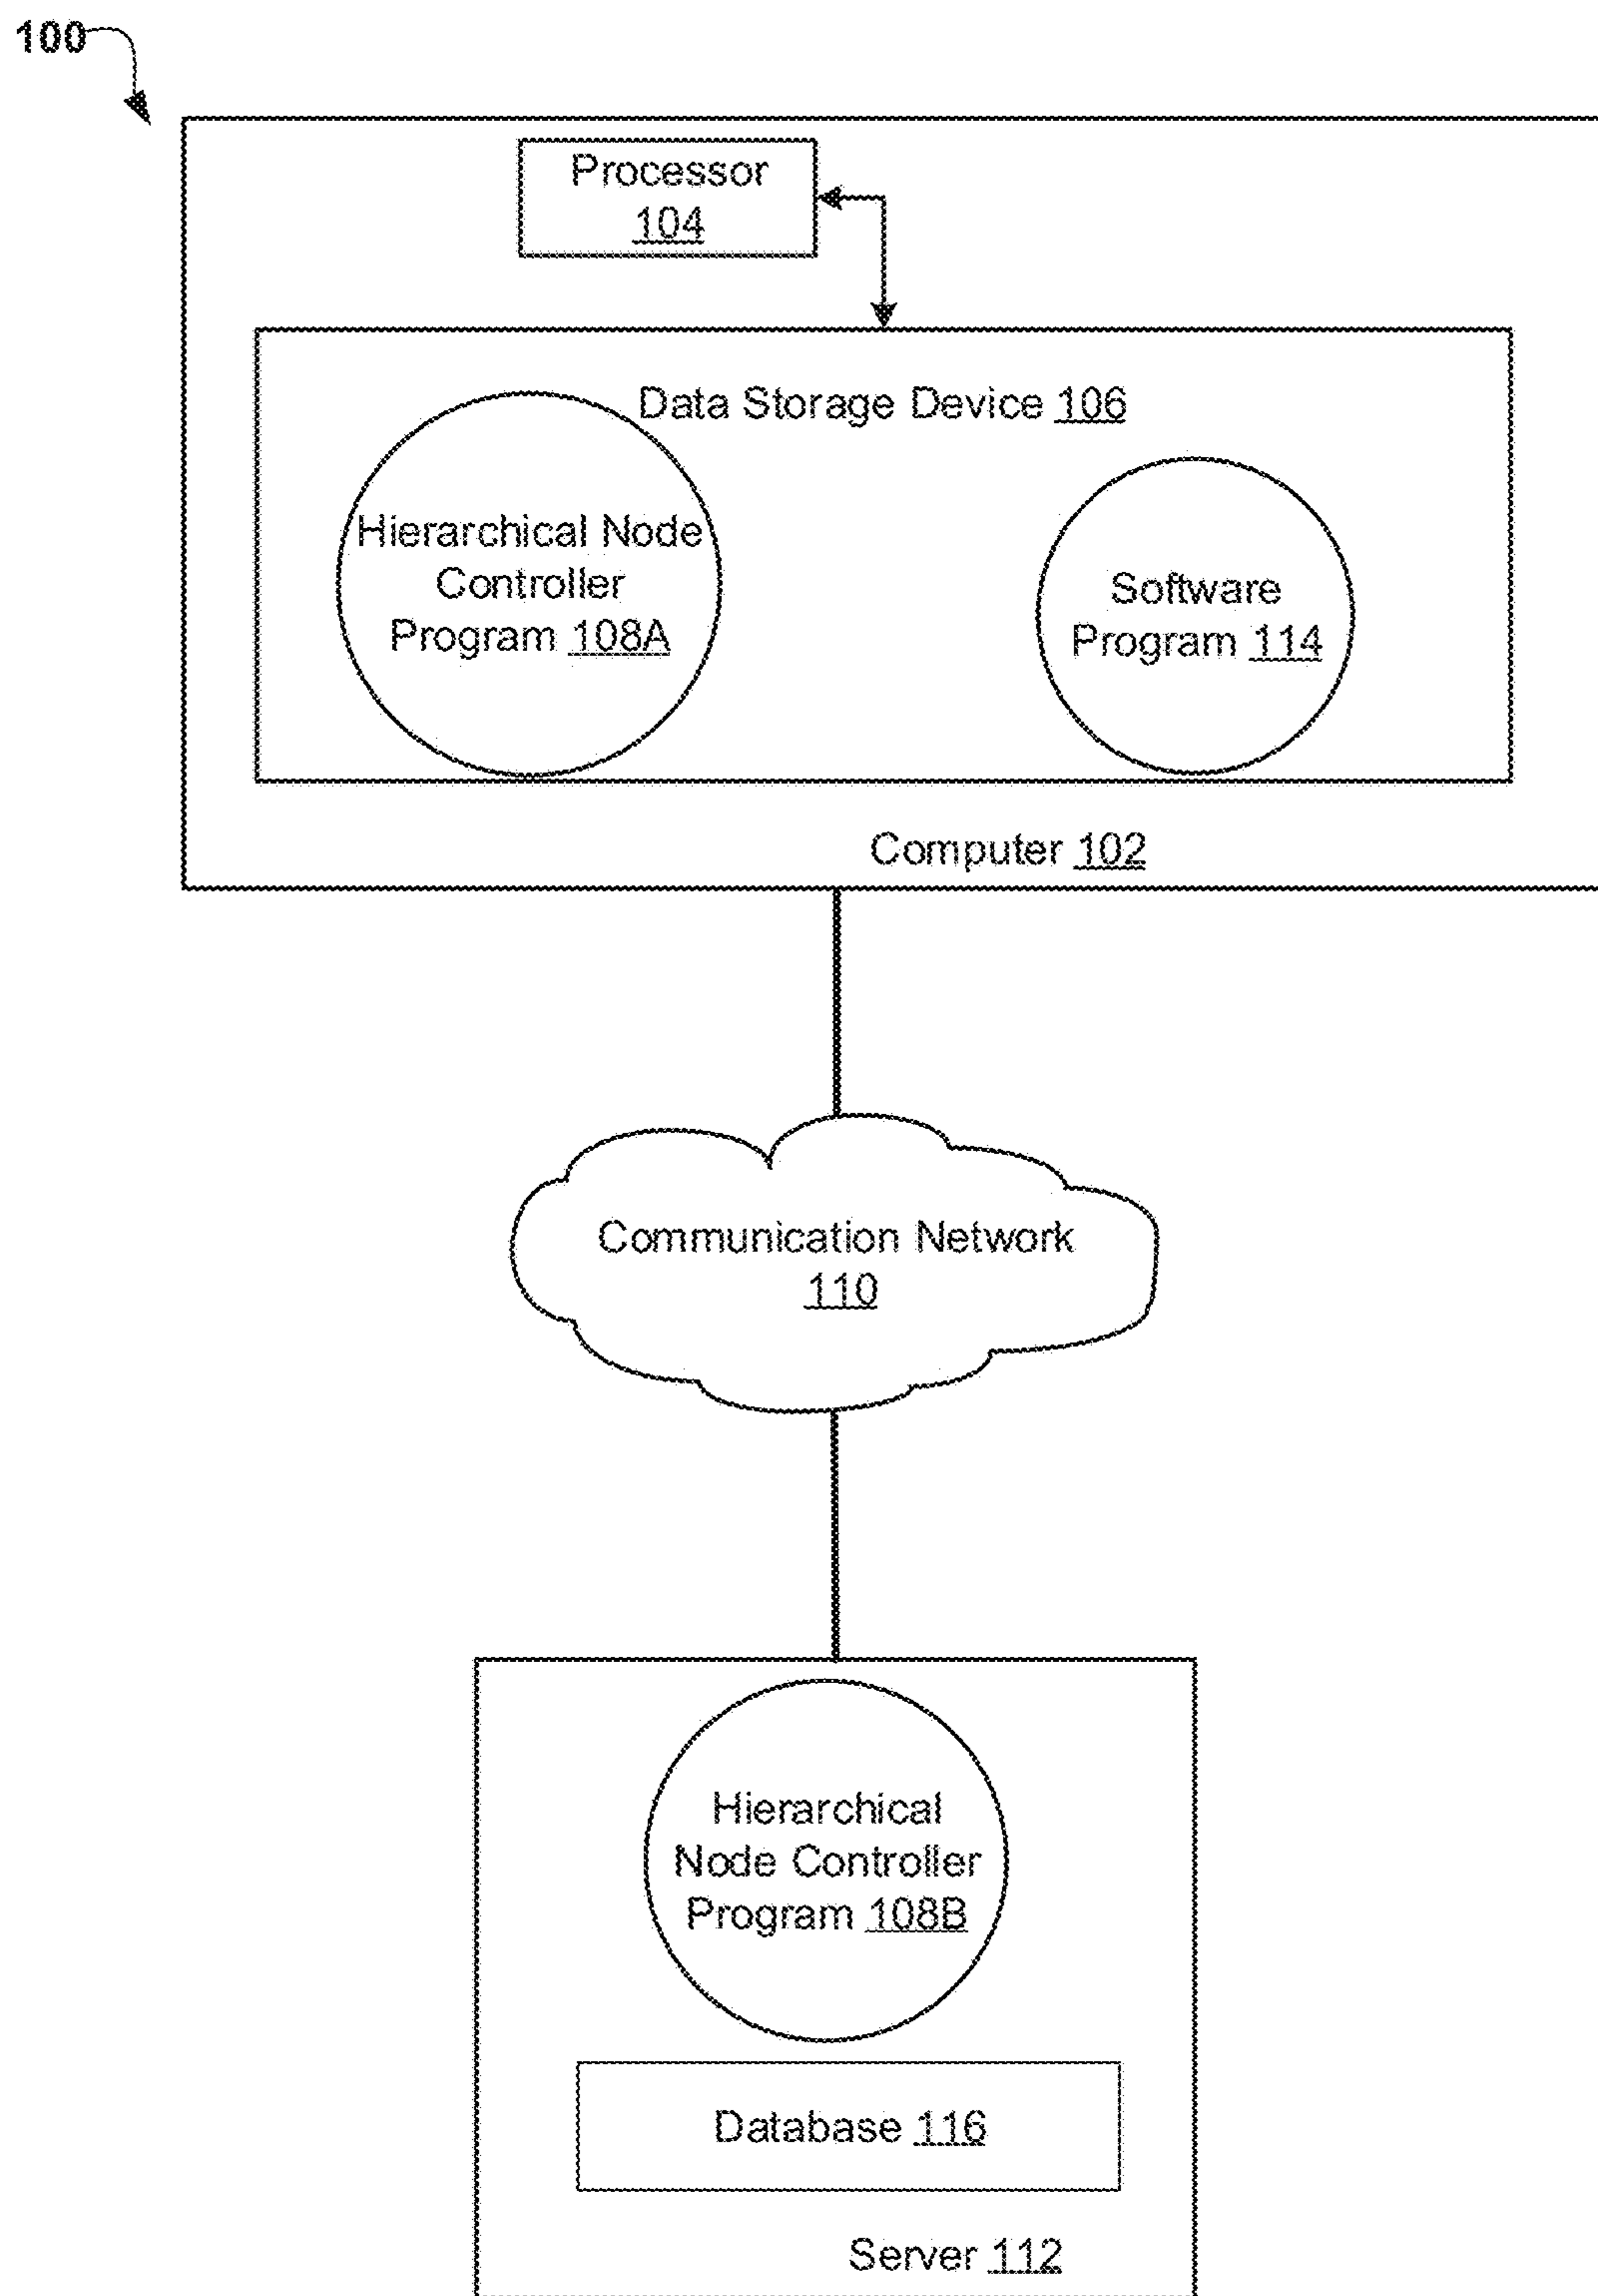 100
Processor
104
Data Storage Device 106
Hierarchical Node
Controller
Program 108A
Software
Program 114
Computer 102
Communication Network
110
Hierarchical
Node Controller
Program 108B
Database 116
Server 112